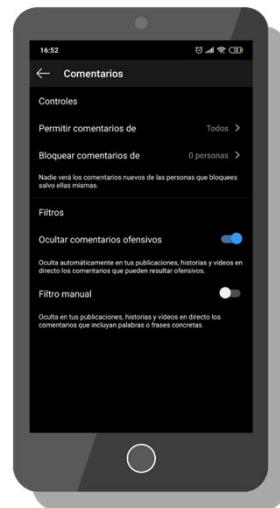 16:52
Comentarios
Controles
Permitir comentarios de Todos
Bloquear comentarios de 0 personas
Nadie verá los comentarios nuevos de las personas que bloquees
salvo ellas mismas.
Filtros
Ocultar comentarios ofensivos
Oculta automáticamente en tus publicaciones, historias y vídeos en
directo los comentarios que pueden resultar ofensivos.
Filtro manual
Oculta en tus publicaciones, historias y vídeos en directo los
comentarios que incluyan palabras o frases concretas.